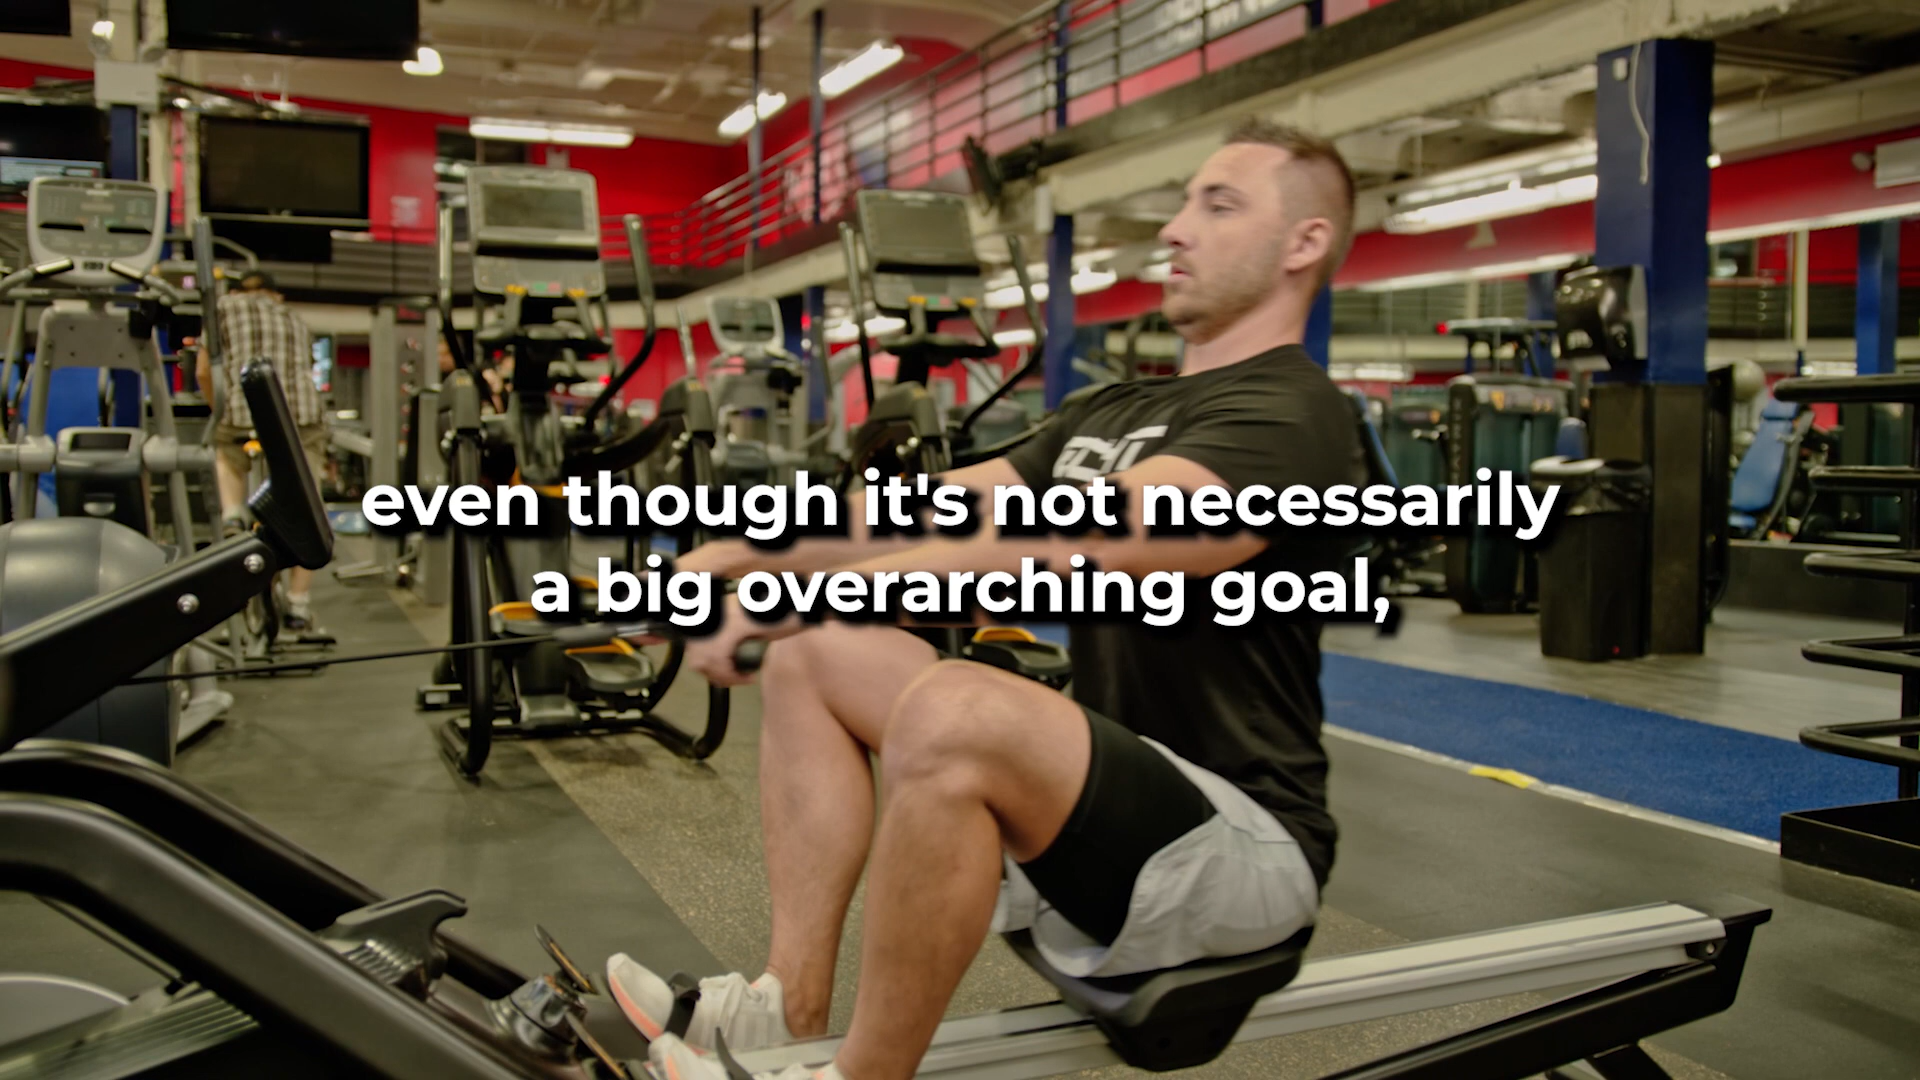 even though it's not necessarily
a big overarching goal,